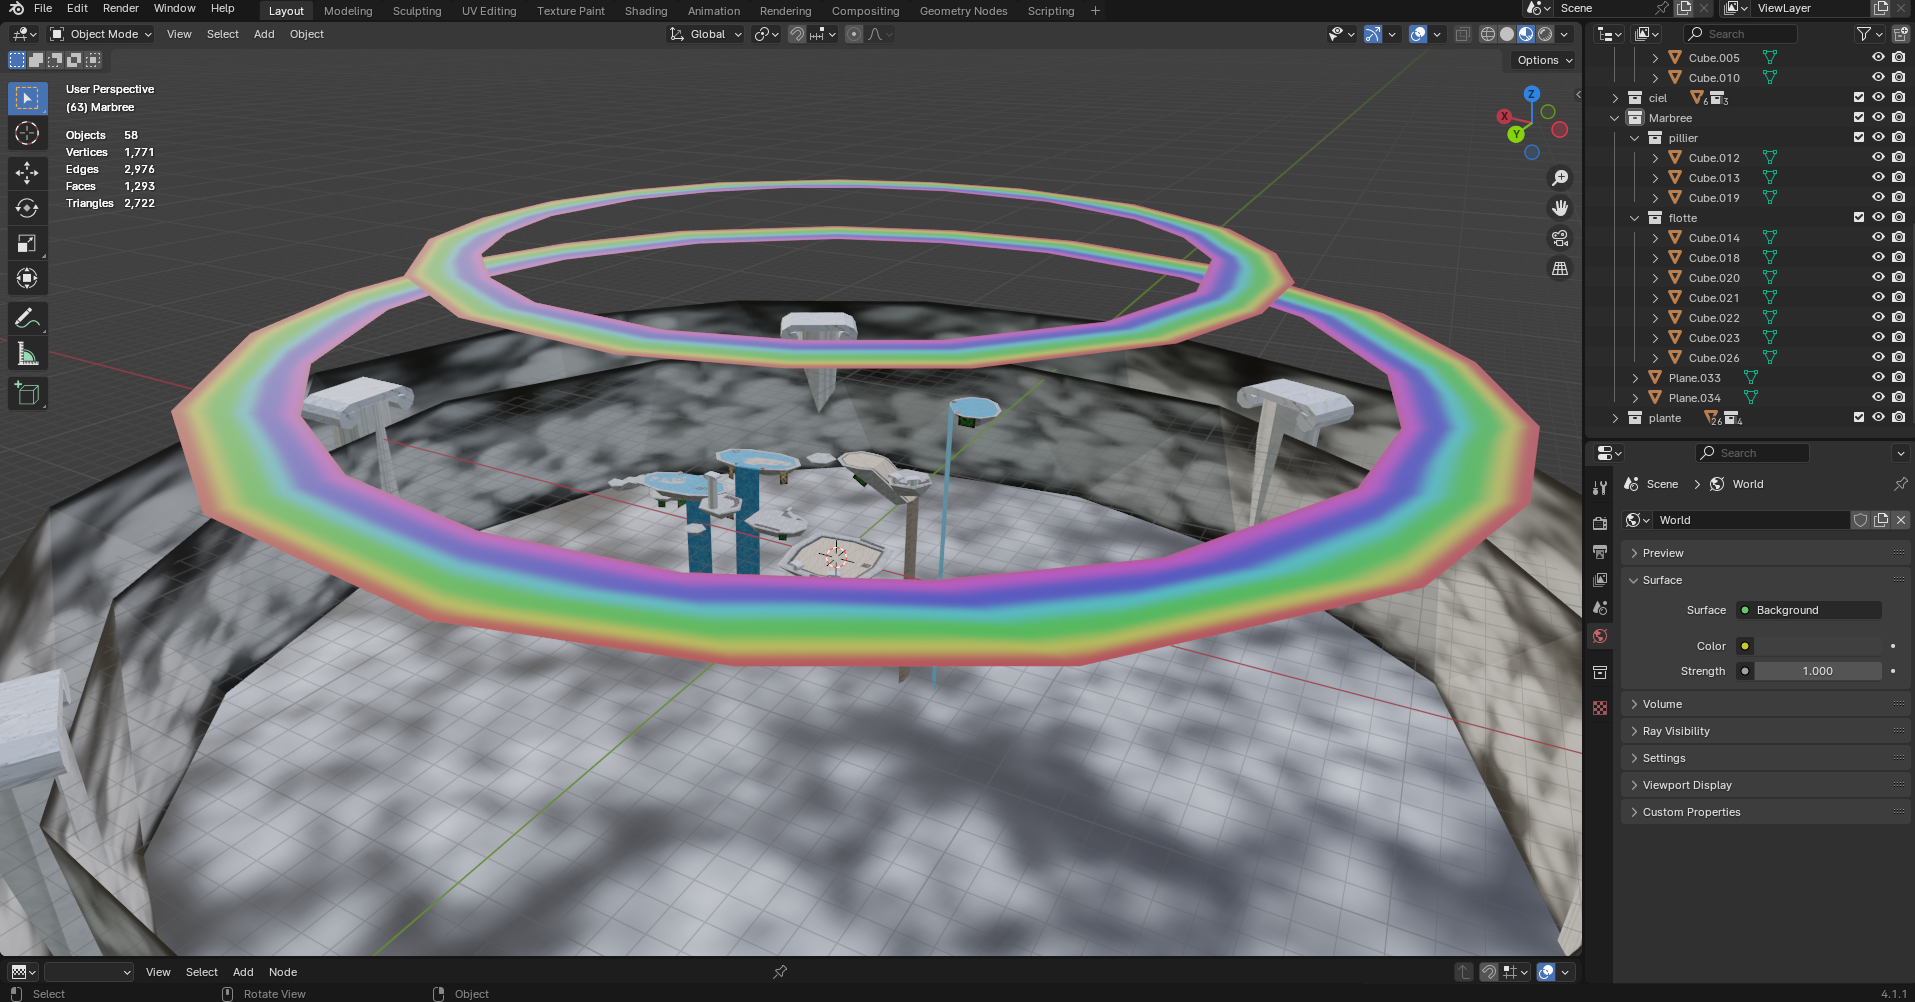 File Edit Render Window Help Layout Modeling Sculpting UV Editing Texture Paint Shading Animation Rendering Compositing Geometry Nodes Scripting Scene ViewLayer
Object Mode View Select Add Object Global Search
Options
User Perspective
(63) Marbree
Objects 58
Vertices 1,771
Edges 2,976
Faces 1,293
Triangles 2,722
Z
X
Y
Cube.005
Cube.010
ciel 6 3
Marbree
pillier
Cube.012
Cube.013
Cube.019
flotte
Cube.014
Cube.018
Cube.020
Cube.021
Cube.022
Cube.023
Cube.026
Plane.033
Plane.034
plante 26 4
Search
Scene World
World
Preview
Surface
Surface Background
Color
Strength 1.000
Volume
Ray Visibility
Settings
Viewport Display
Custom Properties
View Select Add Node
Select Rotate View Object 4.1.1